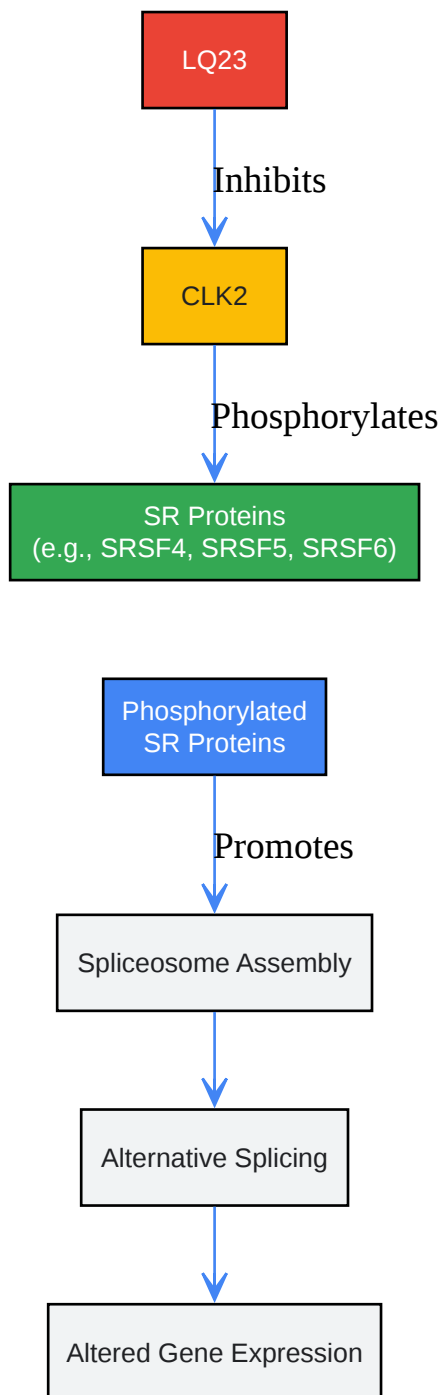 LQ23
Inhibits
CLK2
Phosphorylates
SR Proteins
(e.g., SRSF4, SRSF5, SRSF6)
Phosphorylated
SR Proteins
Promotes
Spliceosome Assembly
Alternative Splicing
Altered Gene Expression